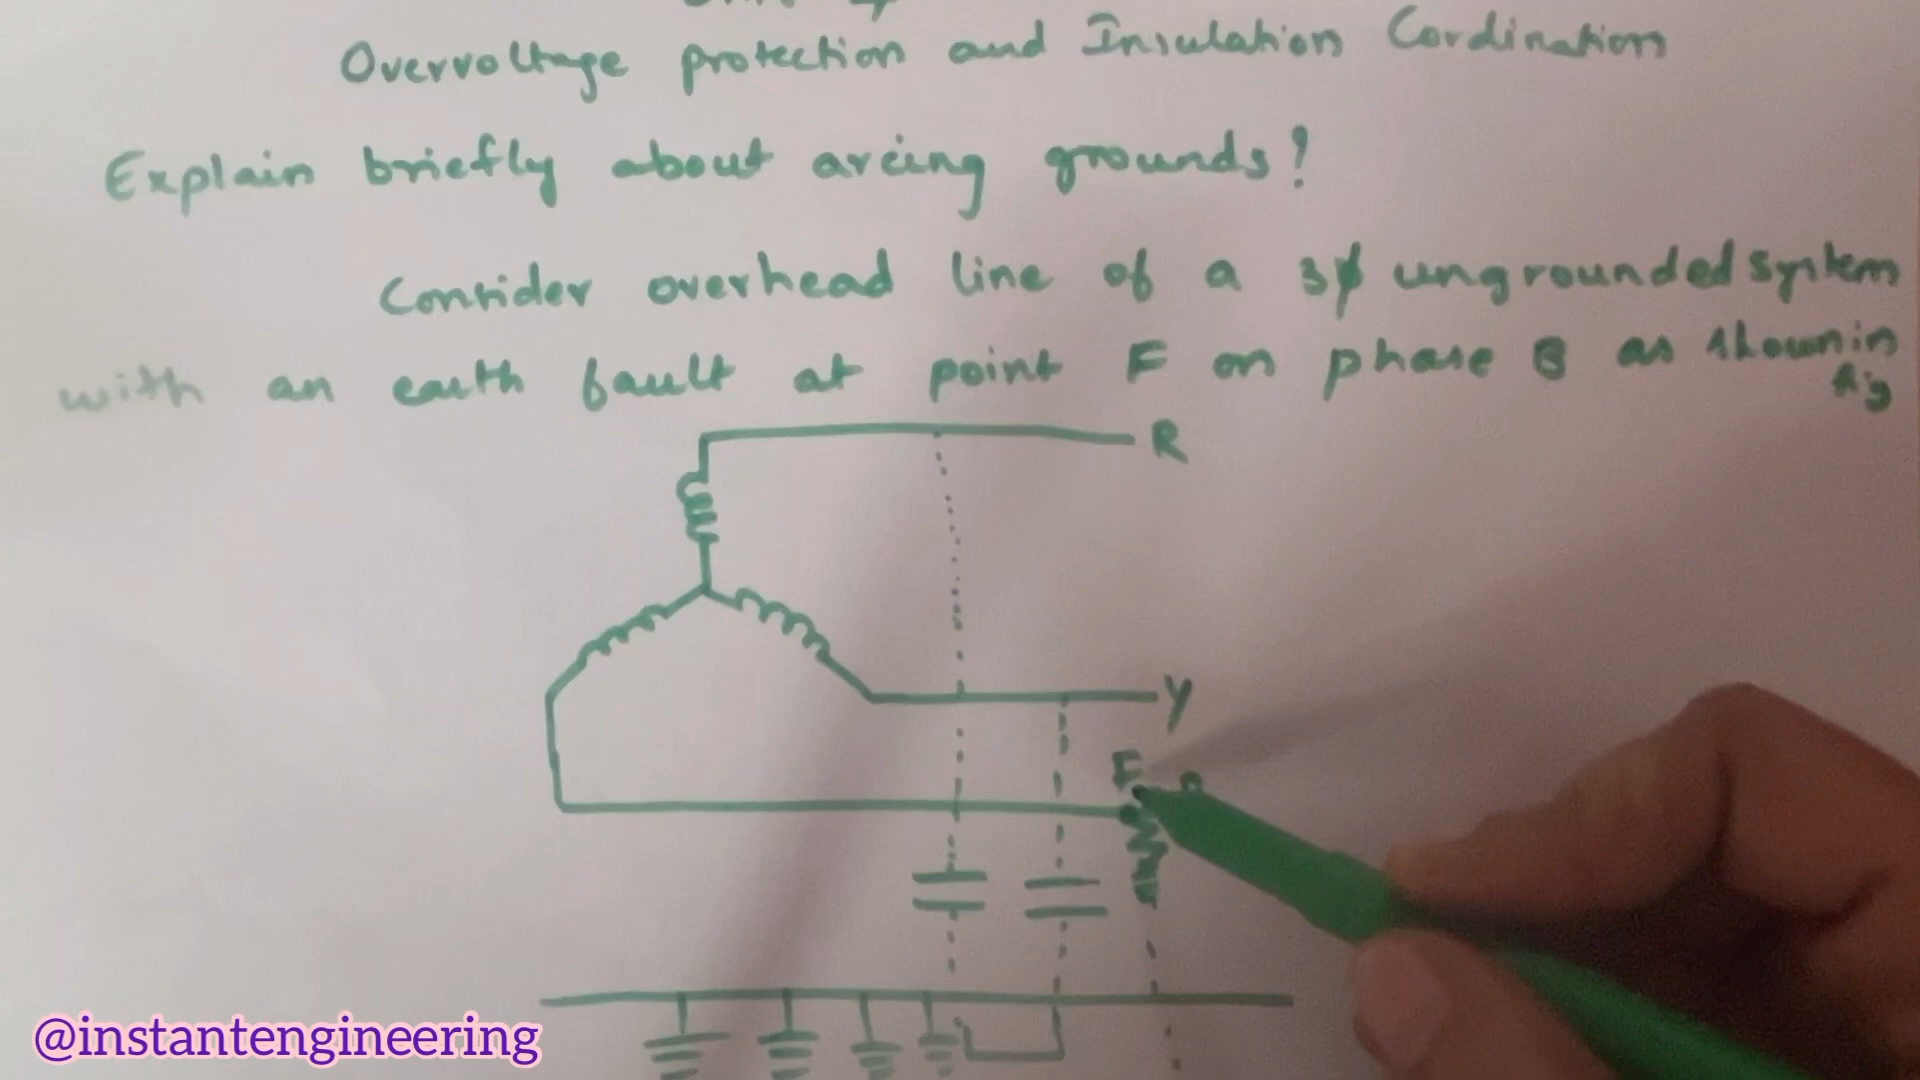 Overvoltage protection and Insulation Cordination
Explain briefly about arcing grounds?
Consider overhead line of a 3ϕ ungrounded system
with an earth fault at point F on phase B as shown in
fig
R
Y
F
@instantengineering